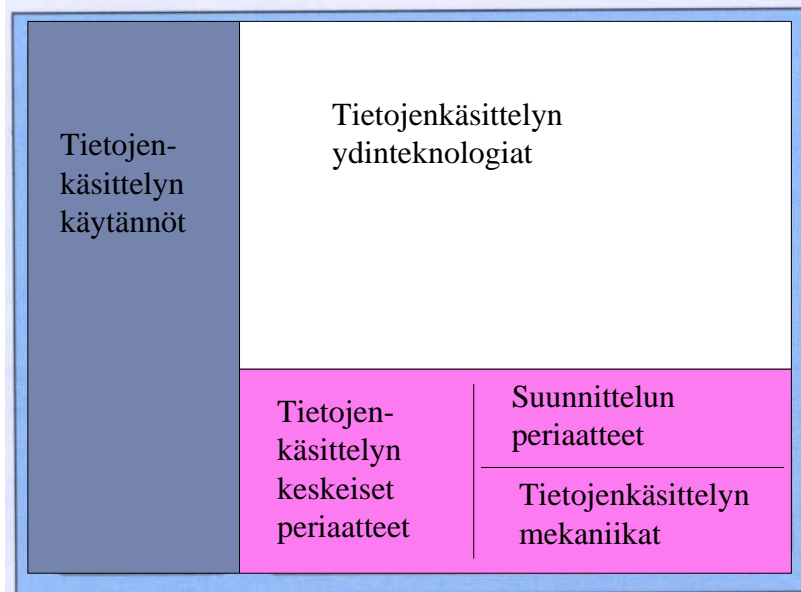 Tietojen-
käsittelyn
käytännöt
Tietojenkäsittelyn
ydinteknologiat
Tietojen-
käsittelyn
keskeiset
periaatteet
Suunnittelun
periaatteet
Tietojenkäsittelyn
mekaniikat